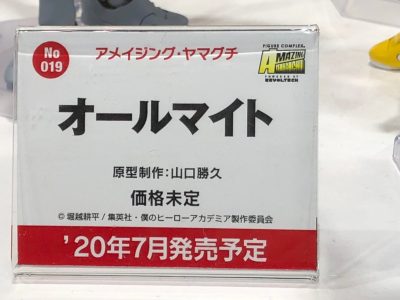 No
019
アメイジング・ヤマグチ
FIGURE COMPLEX
AMAZING
YAMAGUCHI
POWERED BY
REVOLTECH
オールマイト
原型制作:山口勝久
価格未定
© 堀越耕平 / 集英社・僕のヒーローアカデミア製作委員会
’20年7月発売予定